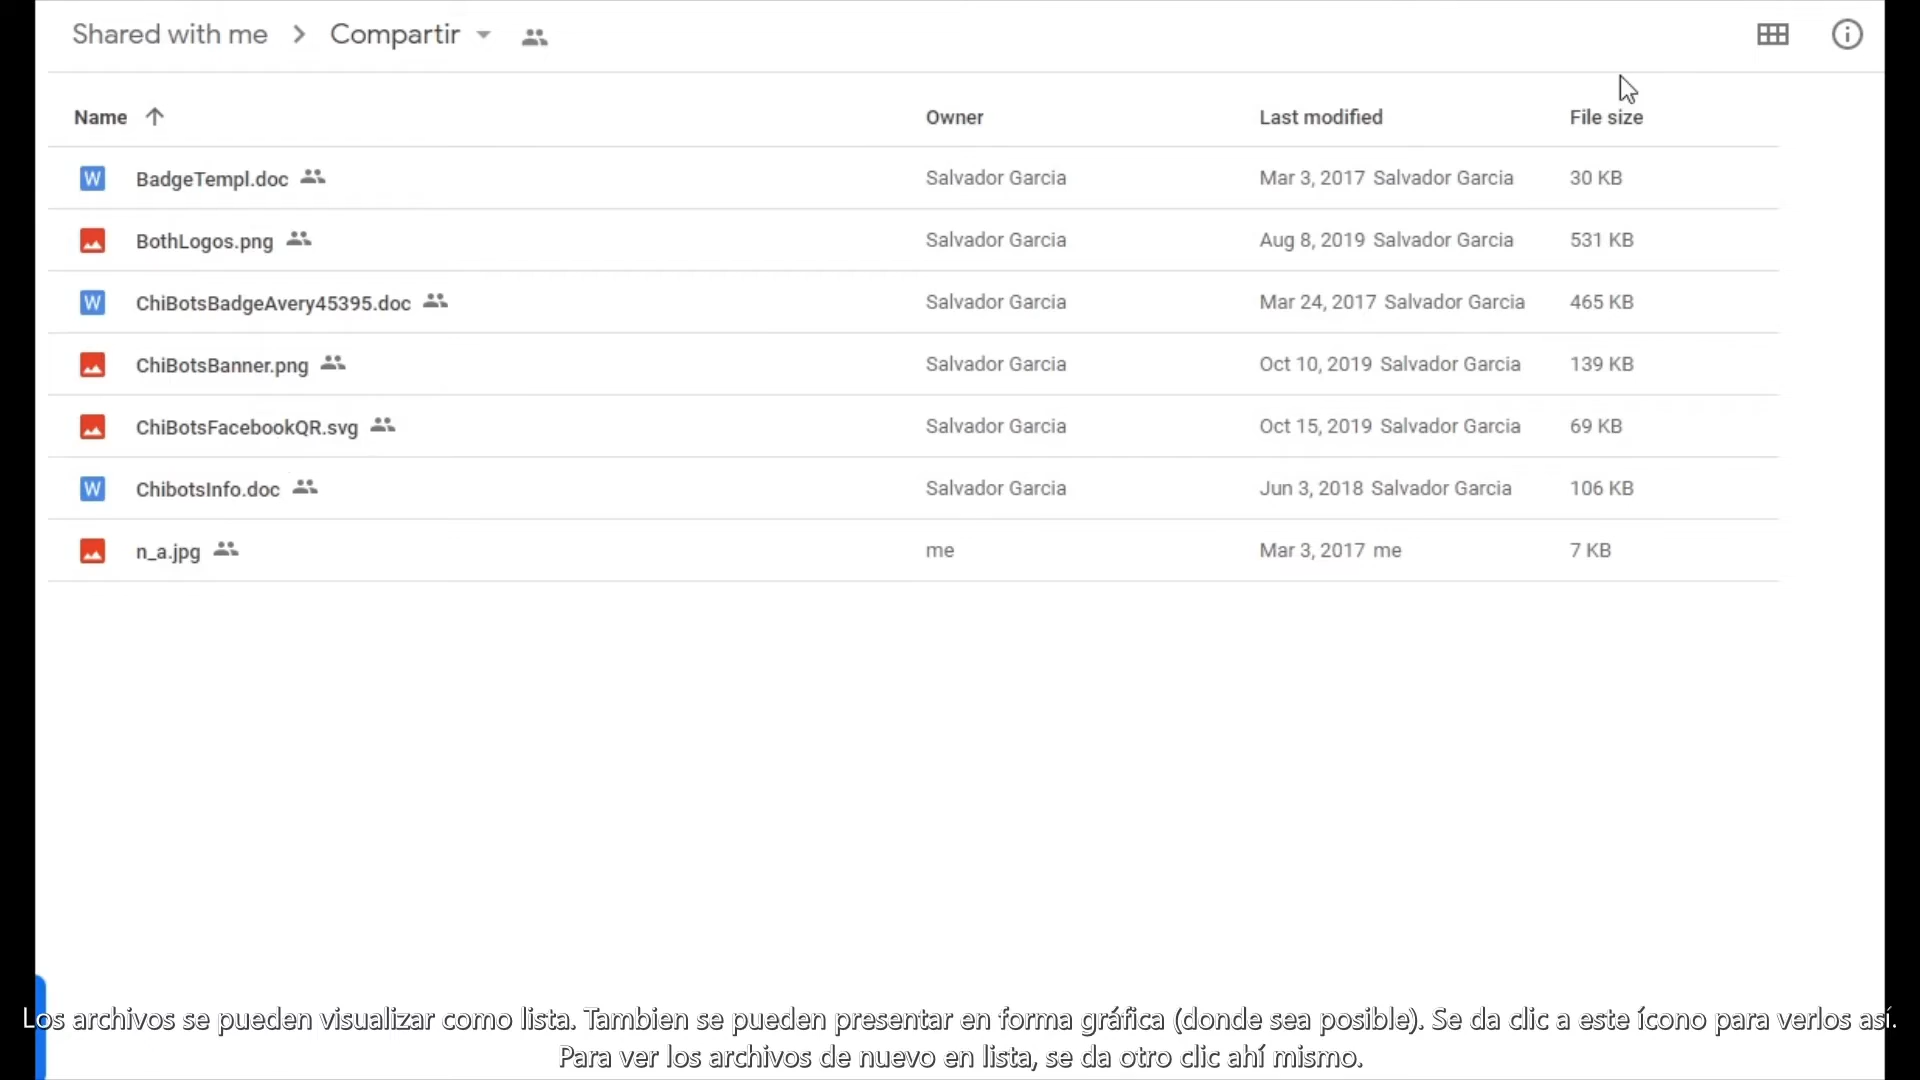 Shared with me > Compartir
Name Owner Last modified File size
W BadgeTempl.doc Salvador Garcia Mar 3, 2017 Salvador Garcia 30 KB
BothLogos.png Salvador Garcia Aug 8, 2019 Salvador Garcia 531 KB
W ChiBotsBadgeAvery45395.doc Salvador Garcia Mar 24, 2017 Salvador Garcia 465 KB
ChiBotsBanner.png Salvador Garcia Oct 10, 2019 Salvador Garcia 139 KB
ChiBotsFacebookQR.svg Salvador Garcia Oct 15, 2019 Salvador Garcia 69 KB
W ChibotsInfo.doc Salvador Garcia Jun 3, 2018 Salvador Garcia 106 KB
n_a.jpg me Mar 3, 2017 me 7 KB
Los archivos se pueden visualizar como lista. Tambien se pueden presentar en forma gráfica (donde sea posible). Se da clic a este ícono para verlos así.
Para ver los archivos de nuevo en lista, se da otro clic ahí mismo.